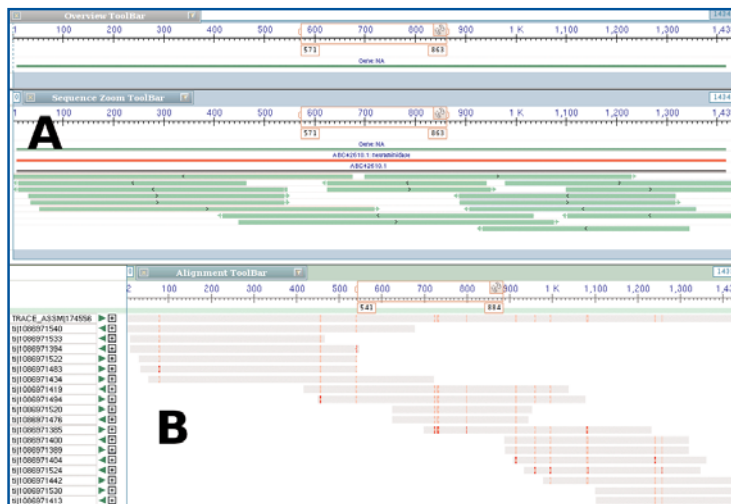 Overview ToolBar
1434
1 100 200 300 400 500 600 700 800 900 1 K 1,100 1,200 1,300 1,43
571 863
Gene: NA
Sequence Zoom ToolBar
1434
A
1 100 200 300 400 500 600 700 800 900 1 K 1,100 1,200 1,300 1,43
571 863
Gene: NA
ABC42610.1: neuraminidase
ABC42610.1
Alignment ToolBar
143
2 100 200 300 400 500 600 700 800 900 1 K 1,100 1,200 1,300
541 884
TRACE_ASSM|174556
ti|1086971540
ti|1086971533
ti|1086971394
ti|1086971522
ti|1086971483
ti|1086971434
ti|1086971419
ti|1086971494
ti|1086971520
ti|1086971476
ti|1086971385
ti|1086971400
ti|1086971389
ti|1086971404
ti|1086971524
ti|1086971442
ti|1086971530
ti|1086971413
B